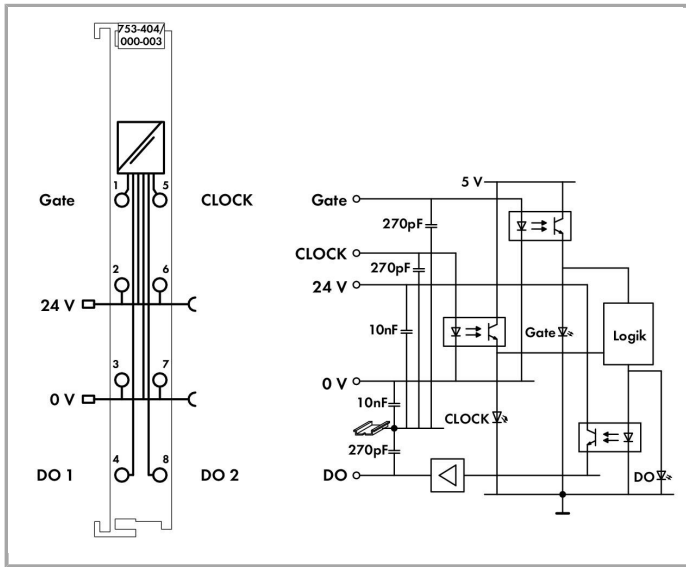 753-404/
000-003
1
5
Gate
CLOCK
2
6
24 V
3
7
0 V
4
8
DO 1
DO 2
5 V
Gate
270pF
CLOCK
270pF
24 V
10nF
Gate
Logik
0 V
10nF
CLOCK
270pF
DO
DO